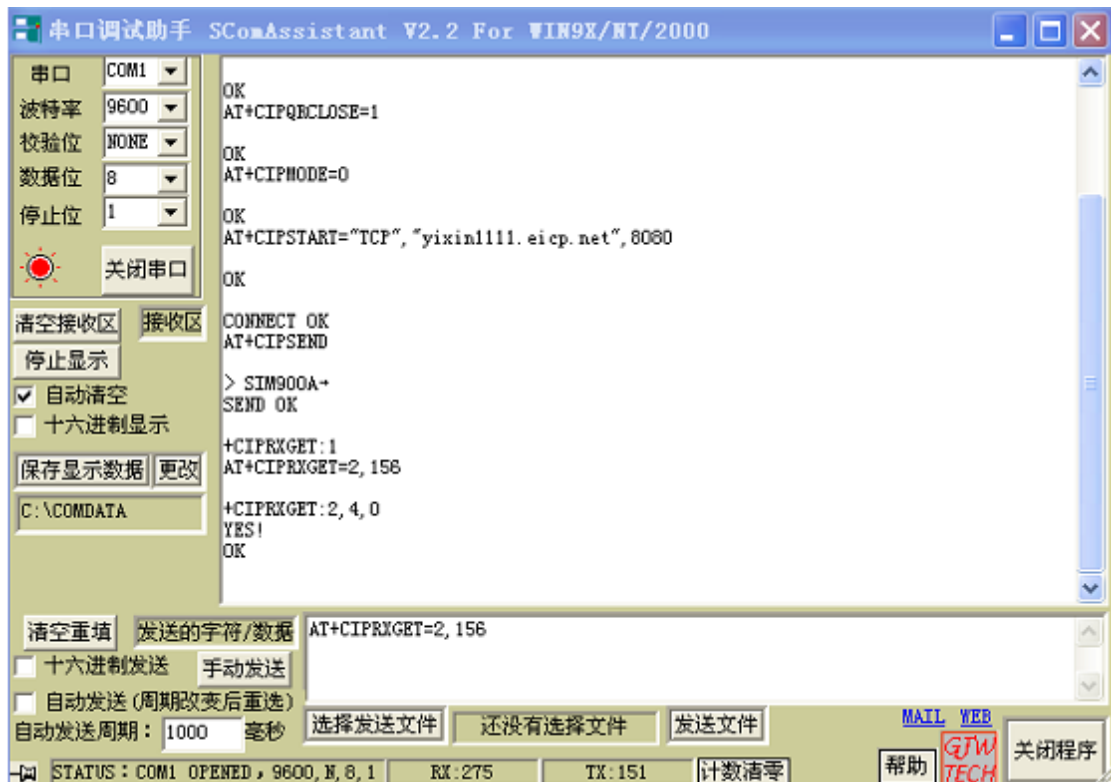 串口调试助手 SComAssistant V2.2 For WIN9X/NT/2000
串口 COM1
波特率 9600
校验位 NONE
数据位 8
停止位 1
关闭串口
清空接收区 接收区
停止显示
自动清空
十六进制显示
保存显示数据 更改
C:\COMDATA
OK
AT+CIPQRCLOSE=1
OK
AT+CIPMODE=0
OK
AT+CIPSTART="TCP","yixin1111.eicp.net",8080
OK
CONNECT OK
AT+CIPSEND
> SIM900A→
SEND OK
+CIPRXGET:1
AT+CIPRXGET=2,156
+CIPRXGET:2,4,0
YES!
OK
清空重填 发送的字符/数据 AT+CIPRXGET=2,156
十六进制发送 手动发送
自动发送(周期改变后重选)
自动发送周期: 1000 毫秒 选择发送文件 还没有选择文件 发送文件
MAIL WEB
GJW
TECH
关闭程序
STATUS:COM1 OPENED,9600,N,8,1 RX:275 TX:151 计数清零 帮助